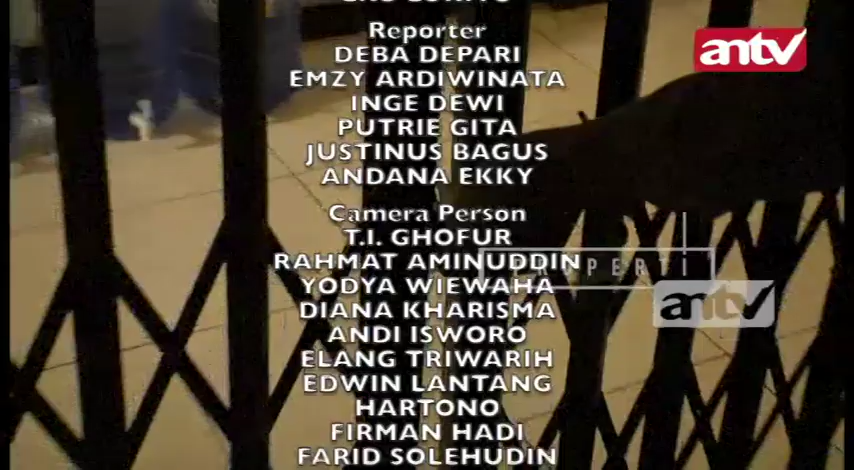 Reporter
DEBA DEPARI
EMZY ARDIWINATA
INGE DEWI
PUTRIE GITA
JUSTINUS BAGUS
ANDANA EKKY
Camera Person
T.I. GHOFUR
RAHMAT AMINUDDIN
YODYA WIEWAHA
DIANA KHARISMA
ANDI ISWORO
ELANG TRIWARIH
EDWIN LANTANG
HARTONO
FIRMAN HADI
FARID SOLEHUDIN
antv
PROPERTI
antv